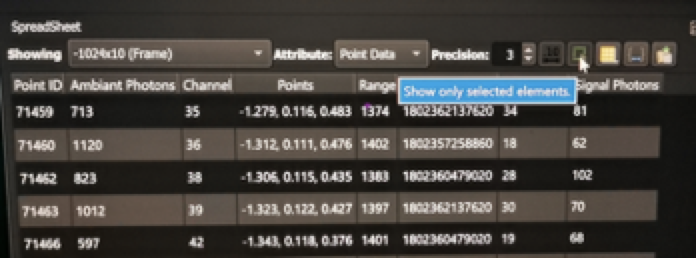 SpreadSheet
Showing -1024x10 (Frame) Attribute: Point Data Precision: 3
Point ID Ambiant Photons Channel Points Range Signal Photons
Show only selected elements.
71459 713 35 -1.279, 0.116, 0.483 1374 1802362137620 34 81
71460 1120 36 -1.312, 0.111, 0.476 1402 1802357258860 18 62
71462 823 38 -1.306, 0.115, 0.435 1383 1802360479020 28 102
71463 1012 39 -1.323, 0.122, 0.427 1397 1802362137620 30 70
71466 597 42 -1.343, 0.118, 0.376 1401 1802360479020 19 68